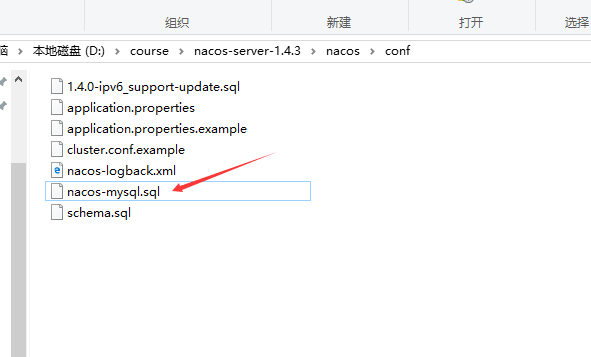 组织 新建 打开 选择
脑 本地磁盘 (D:) course nacos-server-1.4.3 nacos conf
1.4.0-ipv6_support-update.sql
application.properties
application.properties.example
cluster.conf.example
nacos-logback.xml
nacos-mysql.sql
schema.sql